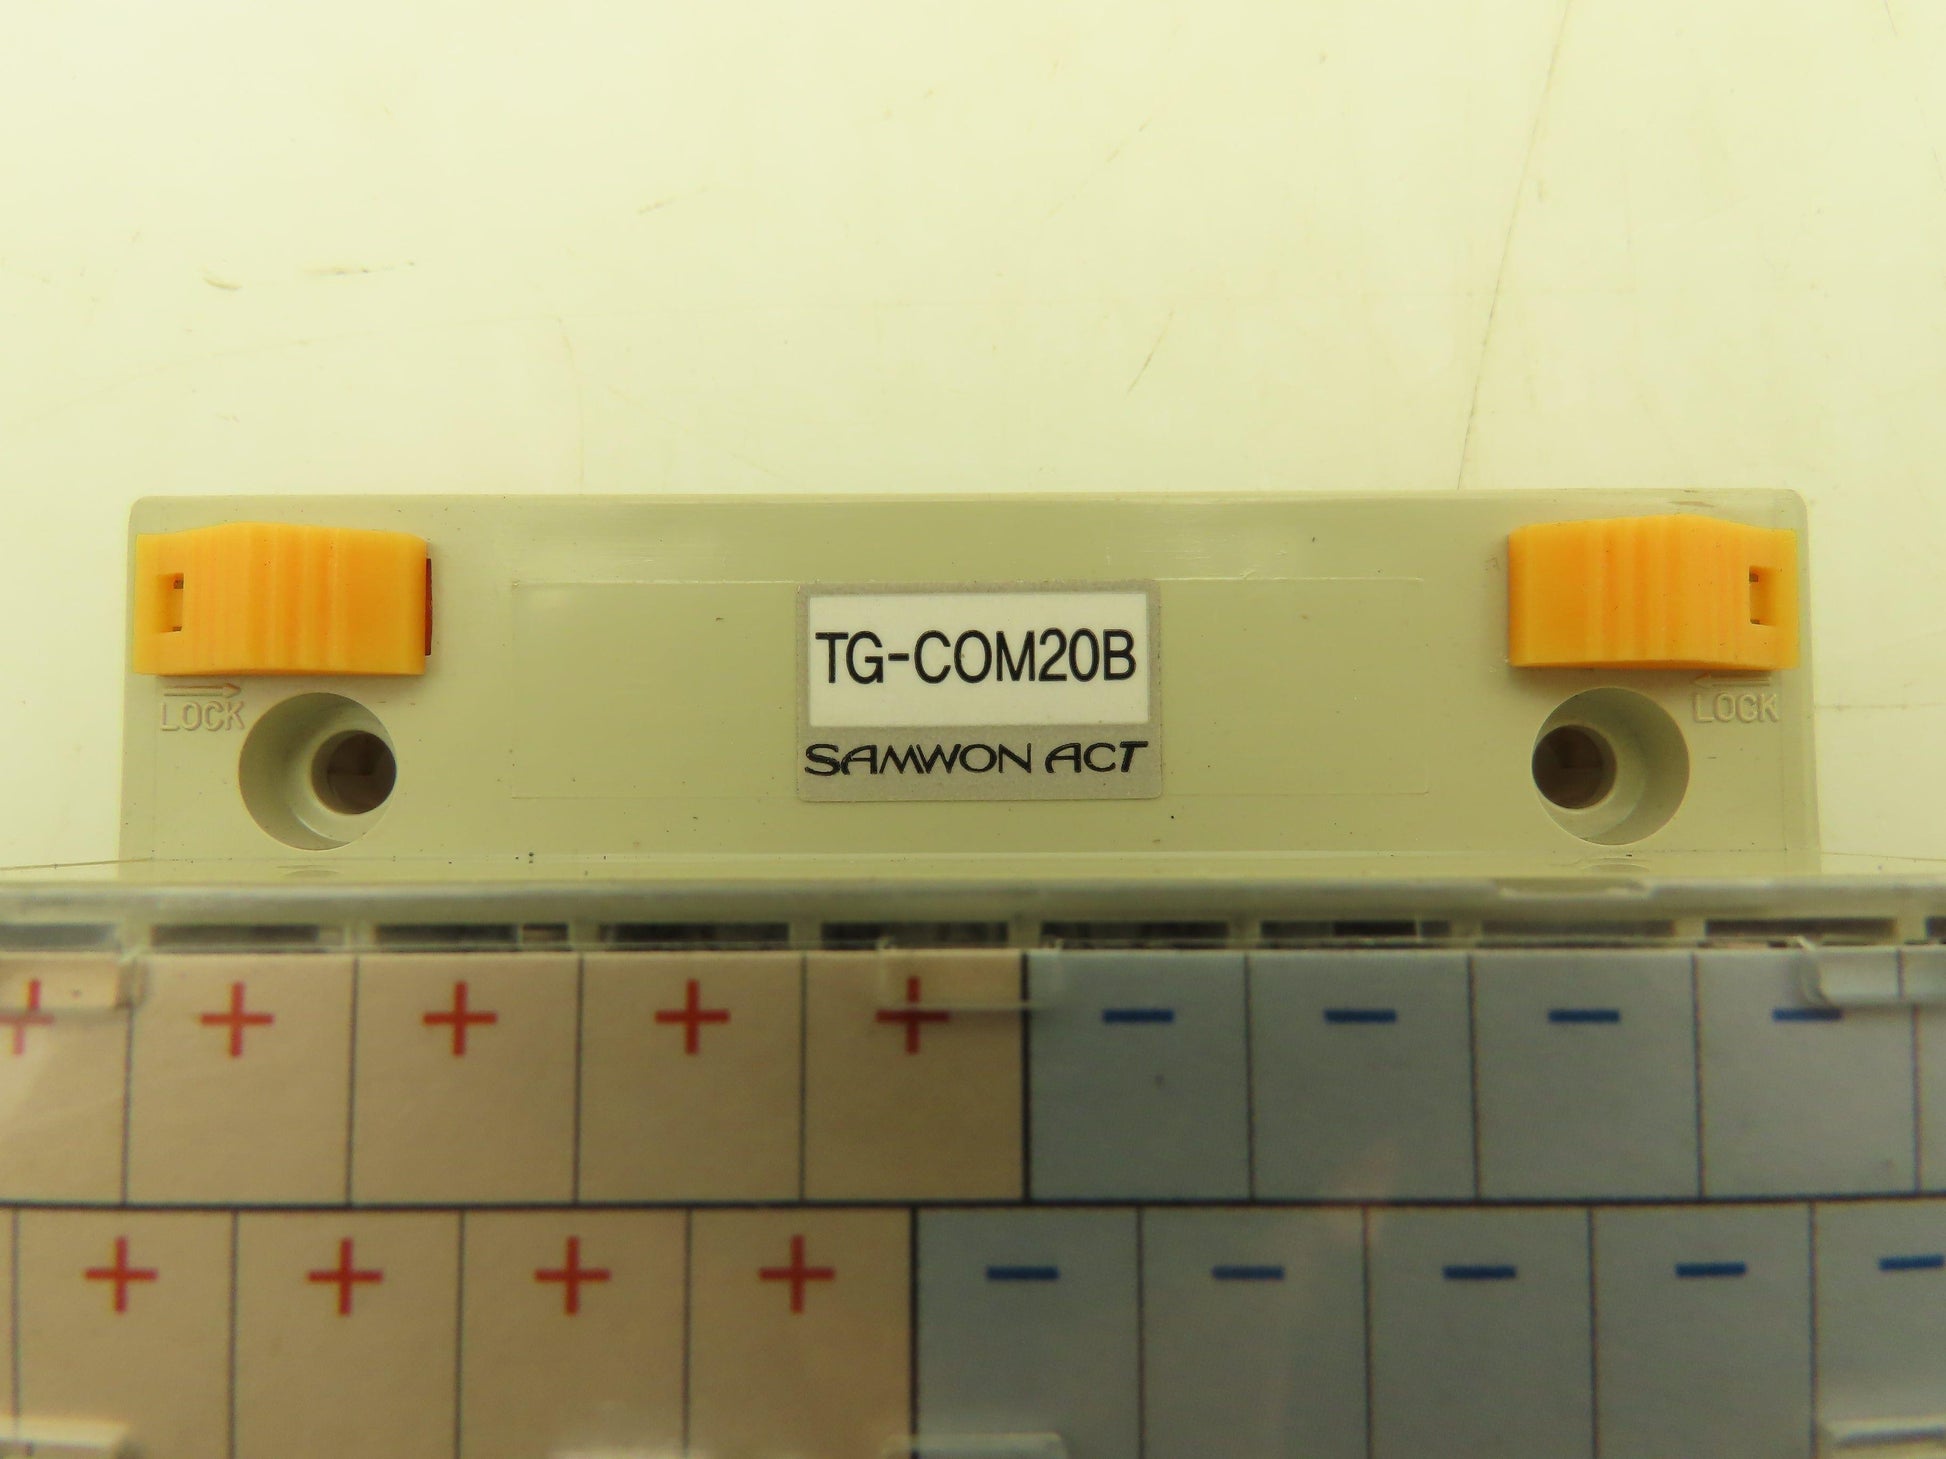 TG-COM20B
SAMWON ACT
LOCK
LOCK
+ + + + + - - - -
+ + + + - - - - -